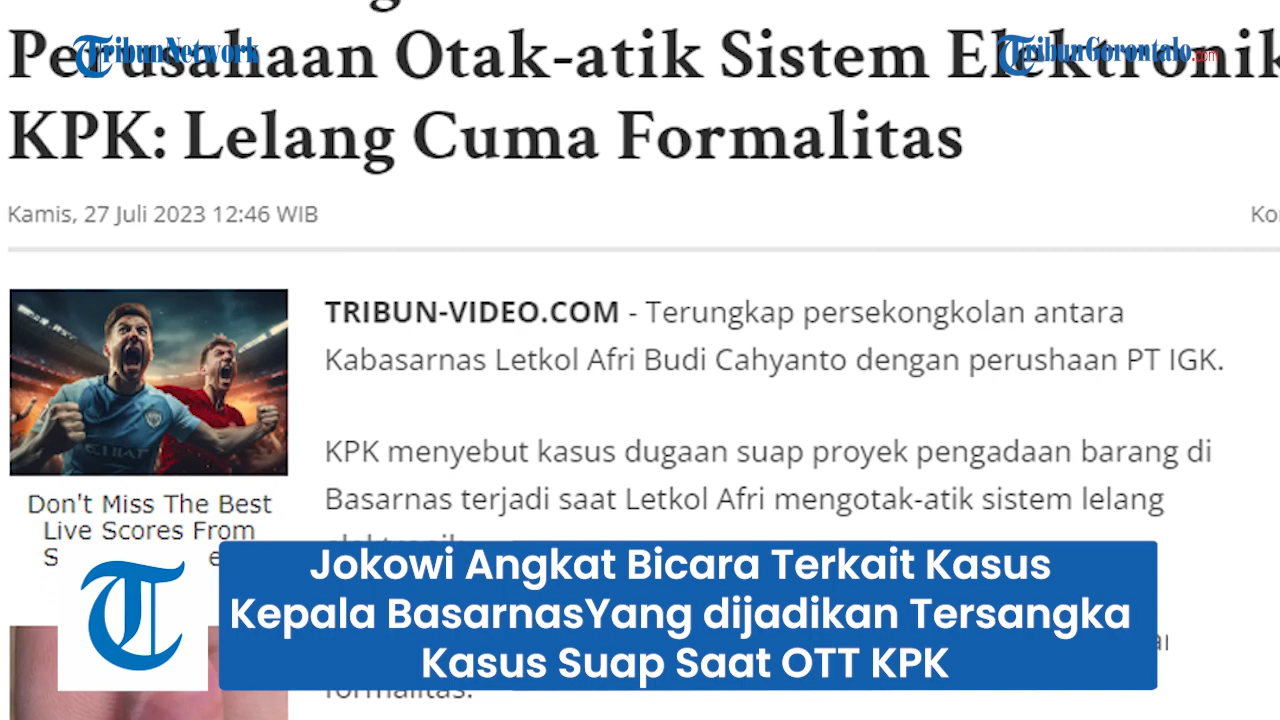 Perusahaan Otak-atik Sistem Elektronik
TribunNetwork
TribunGorontalo.com
KPK: Lelang Cuma Formalitas
Kamis, 27 Juli 2023 12:46 WIB
TRIBUN-VIDEO.COM - Terungkap persekongkolan antara
Kabasarnas Letkol Afri Budi Cahyanto dengan perushaan PT IGK.
KPK menyebut kasus dugaan suap proyek pengadaan barang di
Basarnas terjadi saat Letkol Afri mengotak-atik sistem lelang
Don't Miss The Best
Live Scores From
Jokowi Angkat Bicara Terkait Kasus
Kepala BasarnasYang dijadikan Tersangka
Kasus Suap Saat OTT KPK
formalitas.